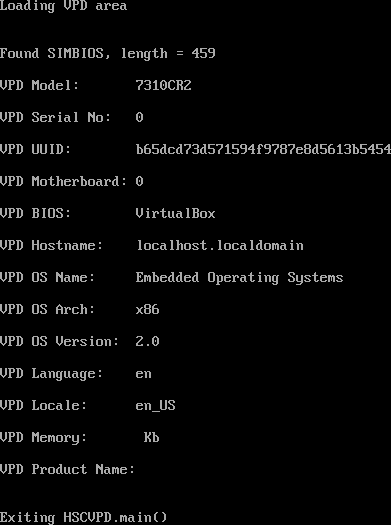 Loading VPD area
Found SIMBIOS, length = 459
VPD Model: 7310CR2
VPD Serial No: 0
VPD UUID: b65dcd73d571594f9787e8d5613b5454
VPD Motherboard: 0
VPD BIOS: VirtualBox
VPD Hostname: localhost.localdomain
VPD OS Name: Embedded Operating Systems
VPD OS Arch: x86
VPD OS Version: 2.0
VPD Language: en
VPD Locale: en_US
VPD Memory: Kb
VPD Product Name:
Exiting HSCVPD.main()